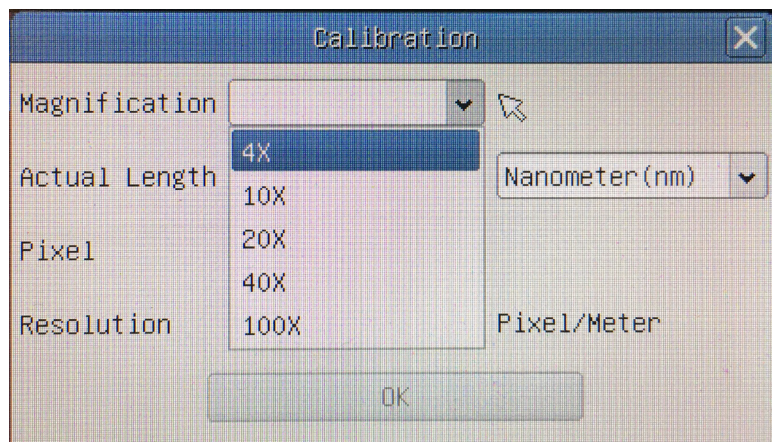 Calibration
Magnification
4X
Actual Length
Nanometer(nm)
10X
Pixel
20X
40X
Resolution
100X
Pixel/Meter
OK